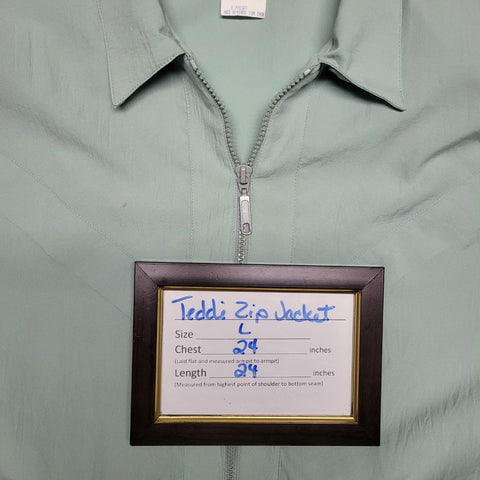 Teddi Zip Jacket
Size L
Chest 24 inches
(Laid flat and measured armpit to armpit)
Length 24 inches
(Measured from highest point of shoulder to bottom seam)